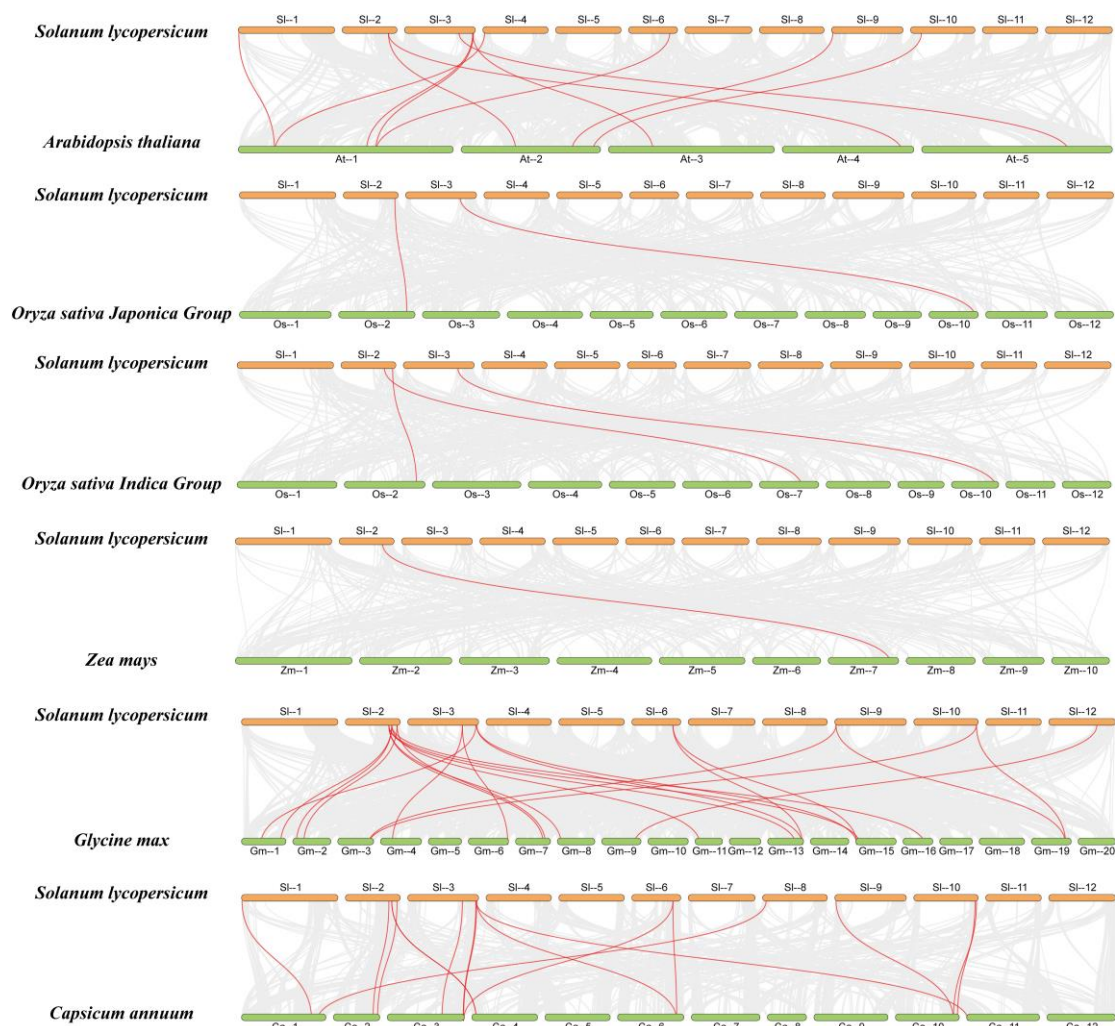 Sl--1 Sl--2 Sl--3 Sl--4 Sl--5 Sl--6 Sl--7 Sl--8 Sl--9 Sl--10 Sl--11 Sl--12
Solanum lycopersicum
Arabidopsis thaliana
At--1 At--2 At--3 At--4 At--5
Sl--1 Sl--2 Sl--3 Sl--4 Sl--5 Sl--6 Sl--7 Sl--8 Sl--9 Sl--10 Sl--11 Sl--12
Solanum lycopersicum
Oryza sativa Japonica Group
Os--1 Os--2 Os--3 Os--4 Os--5 Os--6 Os--7 Os--8 Os--9 Os--10 Os--11 Os--12
Sl--1 Sl--2 Sl--3 Sl--4 Sl--5 Sl--6 Sl--7 Sl--8 Sl--9 Sl--10 Sl--11 Sl--12
Solanum lycopersicum
Oryza sativa Indica Group
Os--1 Os--2 Os--3 Os--4 Os--5 Os--6 Os--7 Os--8 Os--9 Os--10 Os--11 Os--12
Sl--1 Sl--2 Sl--3 Sl--4 Sl--5 Sl--6 Sl--7 Sl--8 Sl--9 Sl--10 Sl--11 Sl--12
Solanum lycopersicum
Zea mays
Zm--1 Zm--2 Zm--3 Zm--4 Zm--5 Zm--6 Zm--7 Zm--8 Zm--9 Zm--10
Sl--1 Sl--2 Sl--3 Sl--4 Sl--5 Sl--6 Sl--7 Sl--8 Sl--9 Sl--10 Sl--11 Sl--12
Solanum lycopersicum
Glycine max
Gm--1 Gm--2 Gm--3 Gm--4 Gm--5 Gm--6 Gm--7 Gm--8 Gm--9 Gm--10 Gm--11 Gm--12 Gm--13 Gm--14 Gm--15 Gm--16 Gm--17 Gm--18 Gm--19 Gm--20
Sl--1 Sl--2 Sl--3 Sl--4 Sl--5 Sl--6 Sl--7 Sl--8 Sl--9 Sl--10 Sl--11 Sl--12
Solanum lycopersicum
Capsicum annuum